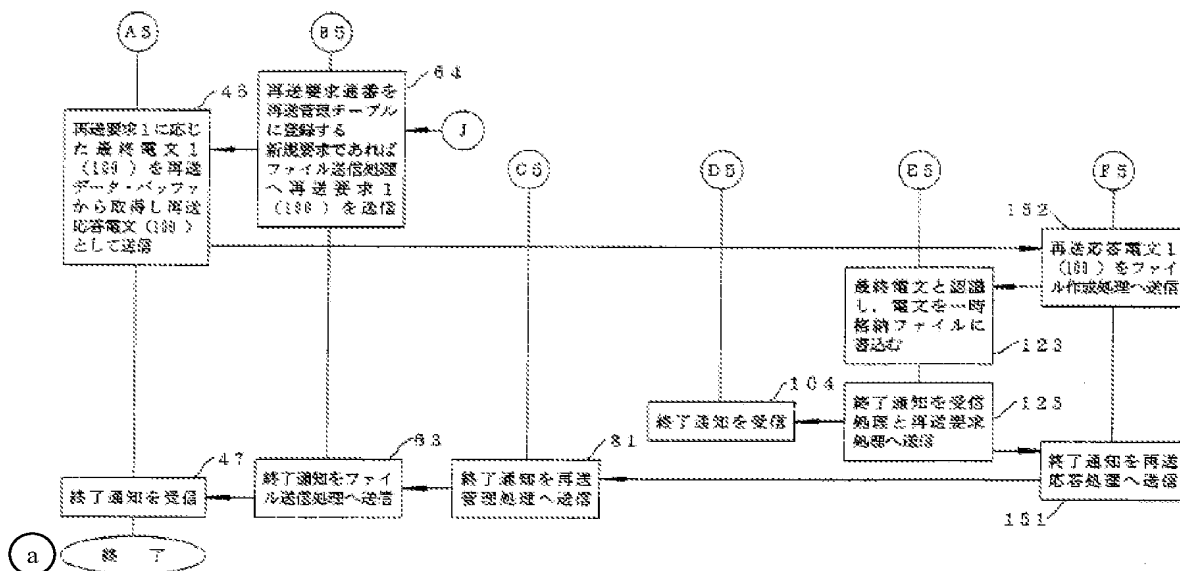 AS
BS
64
再送要求通番を
再送管理テーブル
に登録する
新規要求であれば
ファイル送信処理
へ再送要求1
(180)を送信
J
46
再送要求1に応じ
た最終電文1
(100)を再送
データ・バッファ
から取得し再送
応答電文(100)
として送信
CS
DS
ES
FS
152
再送応答電文1
(100)をファイ
ル作成処理へ送信
最終電文と認識
し、電文を一時
格納ファイルに
書込む
123
104
終了通知を受信
終了通知を受信
処理と再送要求
処理へ送信
125
47
終了通知を受信
63
終了通知をファイ
ル送信処理へ送信
81
終了通知を再送
管理処理へ送信
終了通知を再送
応答処理へ送信
151
a
終了